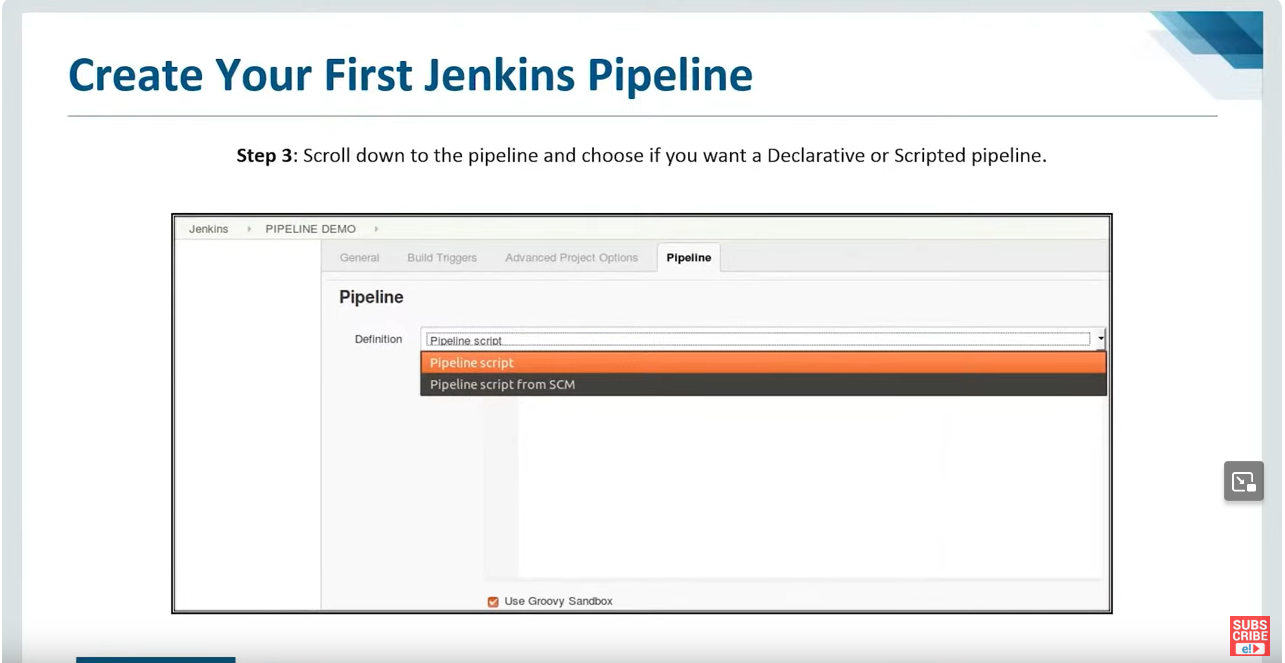 Create Your First Jenkins Pipeline
Step 3: Scroll down to the pipeline and choose if you want a Declarative or Scripted pipeline.
Jenkins PIPELINE DEMO
General Build Triggers Advanced Project Options Pipeline
Pipeline
Definition Pipeline script
Pipeline script
Pipeline script from SCM
Use Groovy Sandbox
SUBS
CRIBE
e!